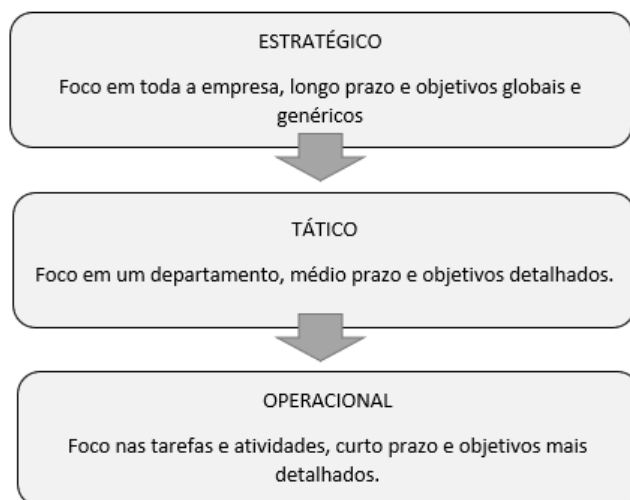 ESTRATÉGICO
Foco em toda a empresa, longo prazo e objetivos globais e
genéricos
TÁTICO
Foco em um departamento, médio prazo e objetivos detalhados.
OPERACIONAL
Foco nas tarefas e atividades, curto prazo e objetivos mais
detalhados.